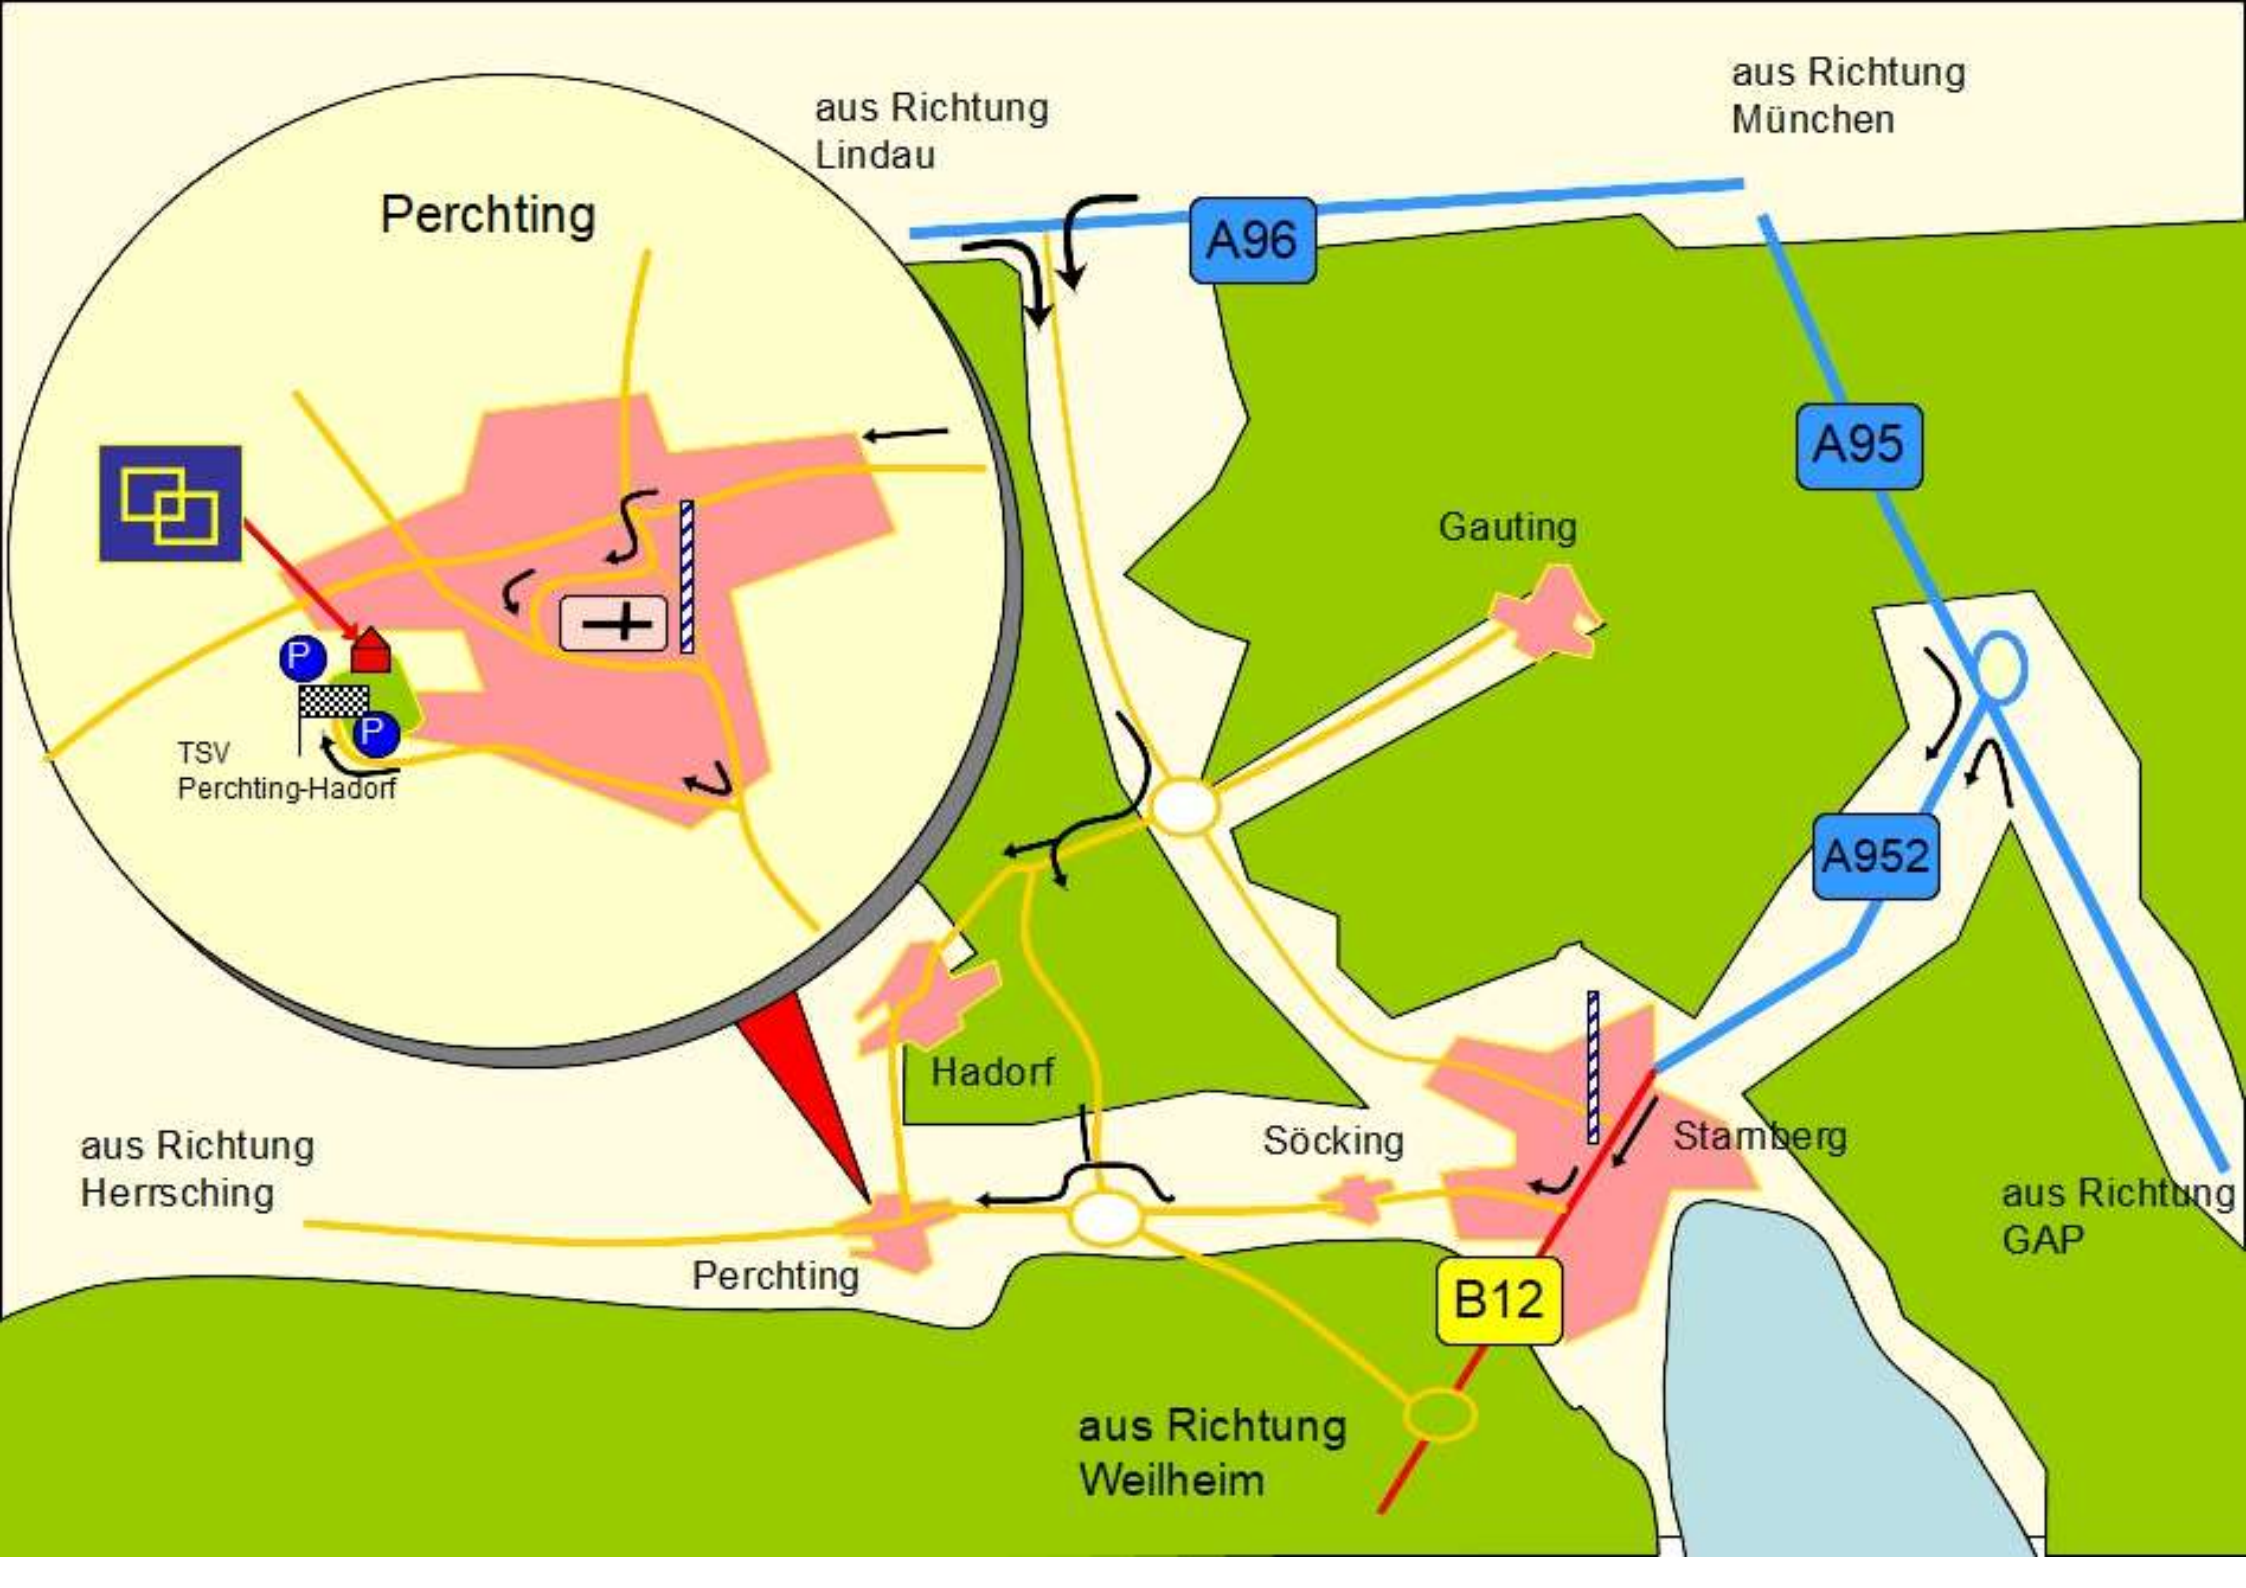 aus Richtung
Lindau
aus Richtung
München
Perchting
A96
A95
Gauting
P
P
TSV
Perchting-Hadorf
A952
Hadorf
Söcking
Starnberg
aus Richtung
Herrsching
aus Richtung
GAP
Perchting
B12
aus Richtung
Weilheim